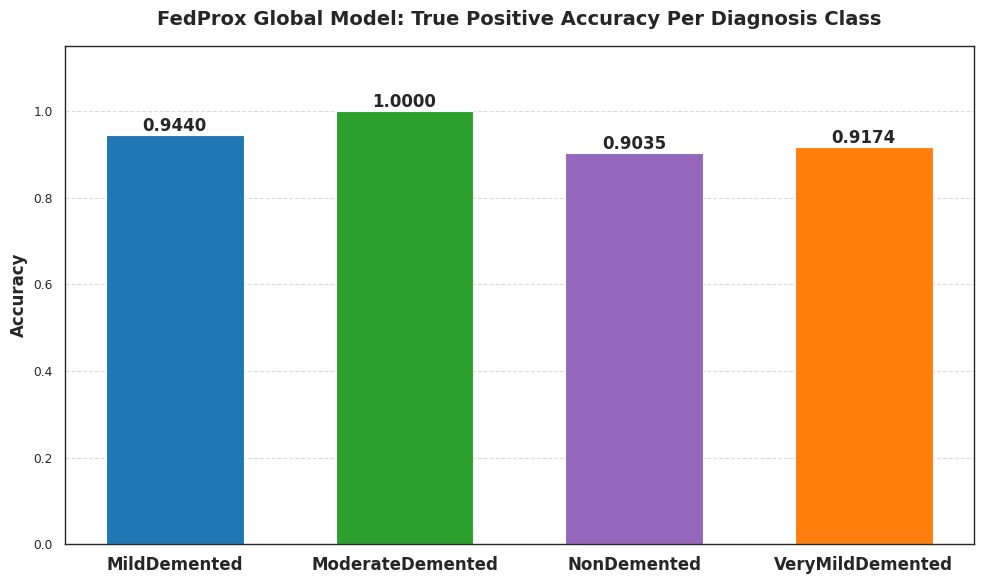 FedProx Global Model: True Positive Accuracy Per Diagnosis Class
Accuracy
1.0
0.8
0.6
0.4
0.2
0.0
0.9440
1.0000
0.9035
0.9174
MildDemented
ModerateDemented
NonDemented
VeryMildDemented